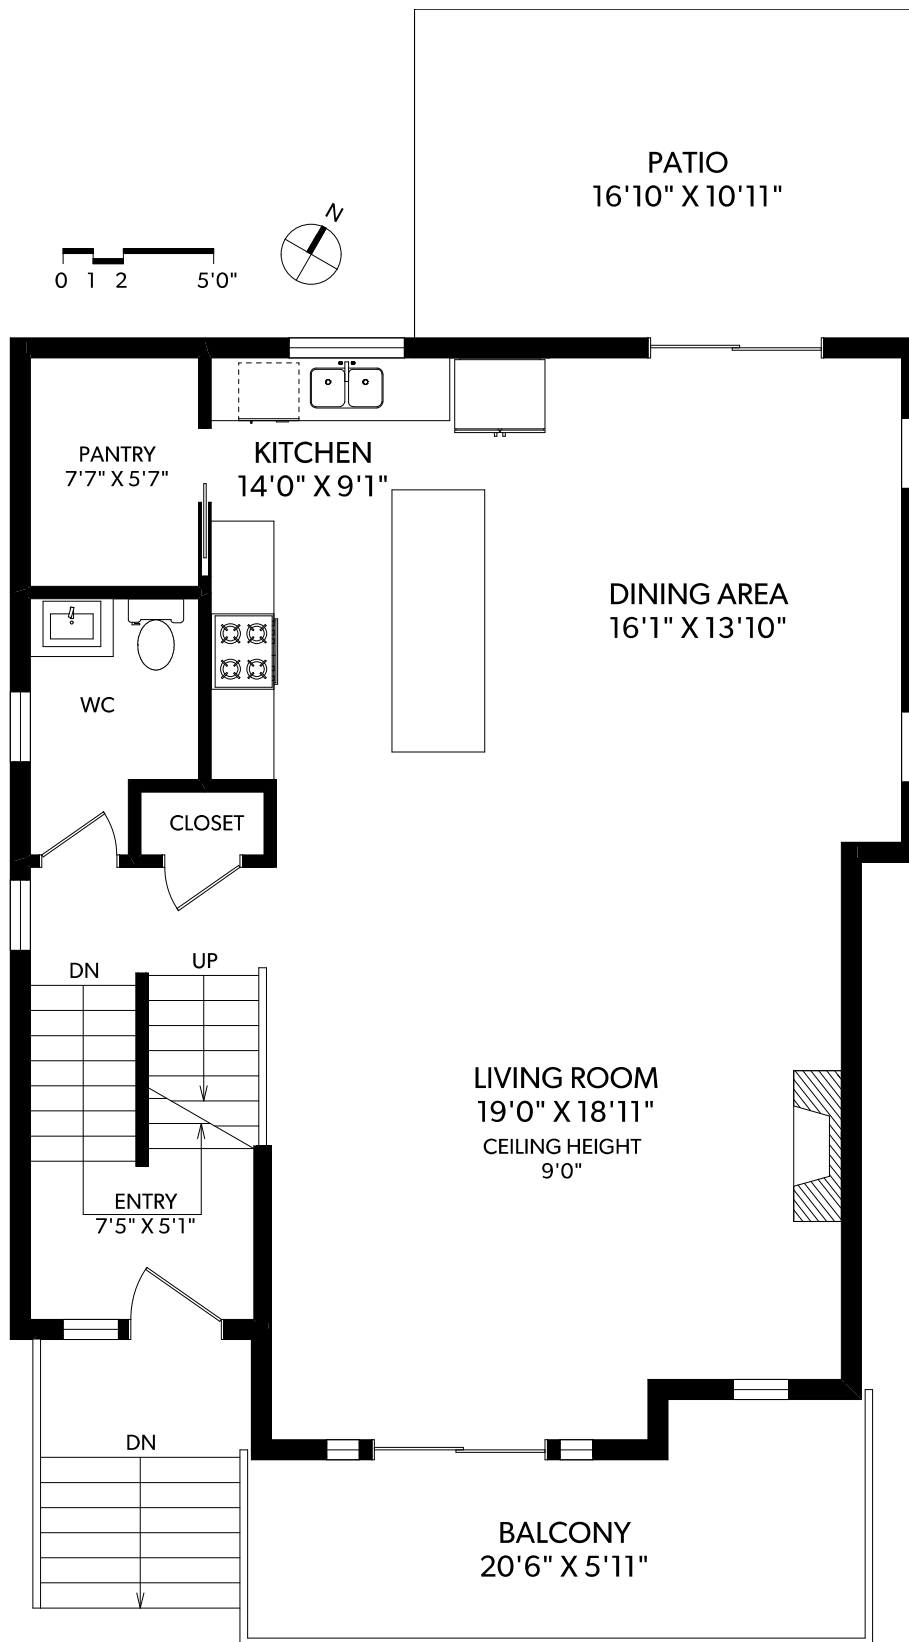 PATIO
16'10" X 10'11"
N
0 1 2 5'0"
PANTRY
7'7" X 5'7"
KITCHEN
14'0" X 9'1"
DINING AREA
16'1" X 13'10"
WC
CLOSET
DN
UP
LIVING ROOM
19'0" X 18'11"
CEILING HEIGHT
9'0"
ENTRY
7'5" X 5'1"
DN
BALCONY
20'6" X 5'11"